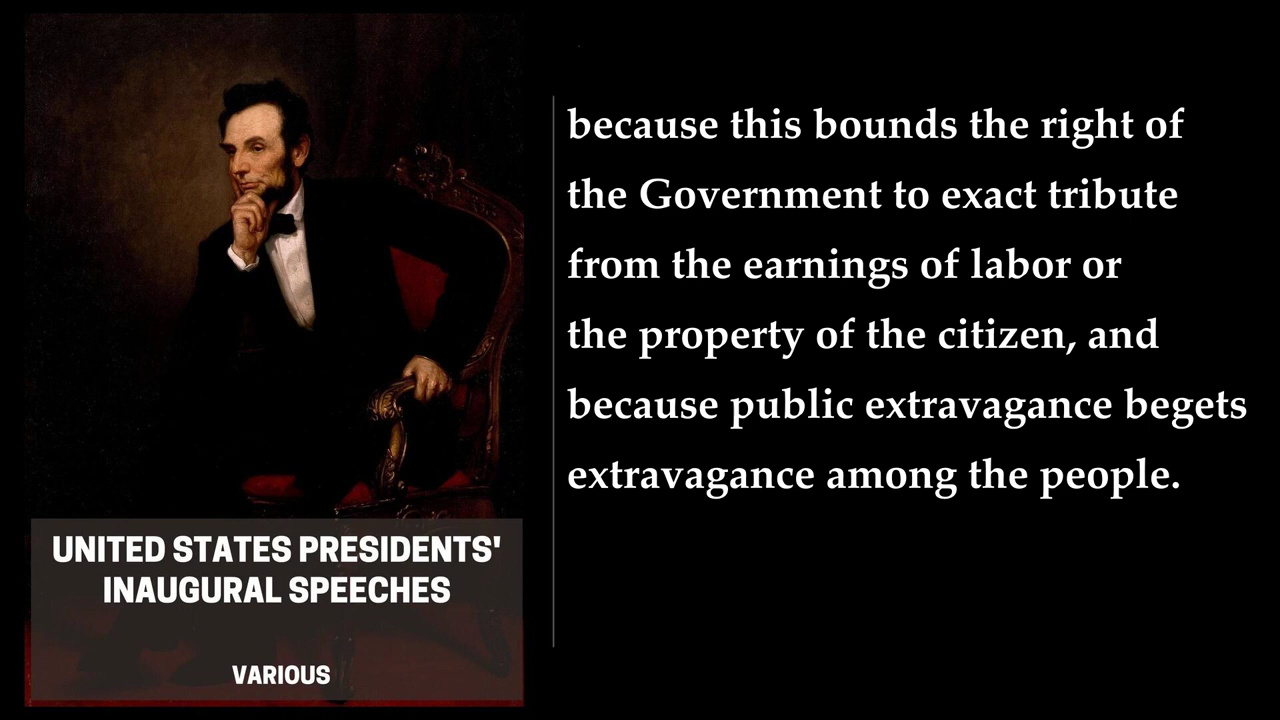 because this bounds the right of
the Government to exact tribute
from the earnings of labor or
the property of the citizen, and
because public extravagance begets
extravagance among the people.
UNITED STATES PRESIDENTS'
INAUGURAL SPEECHES
VARIOUS